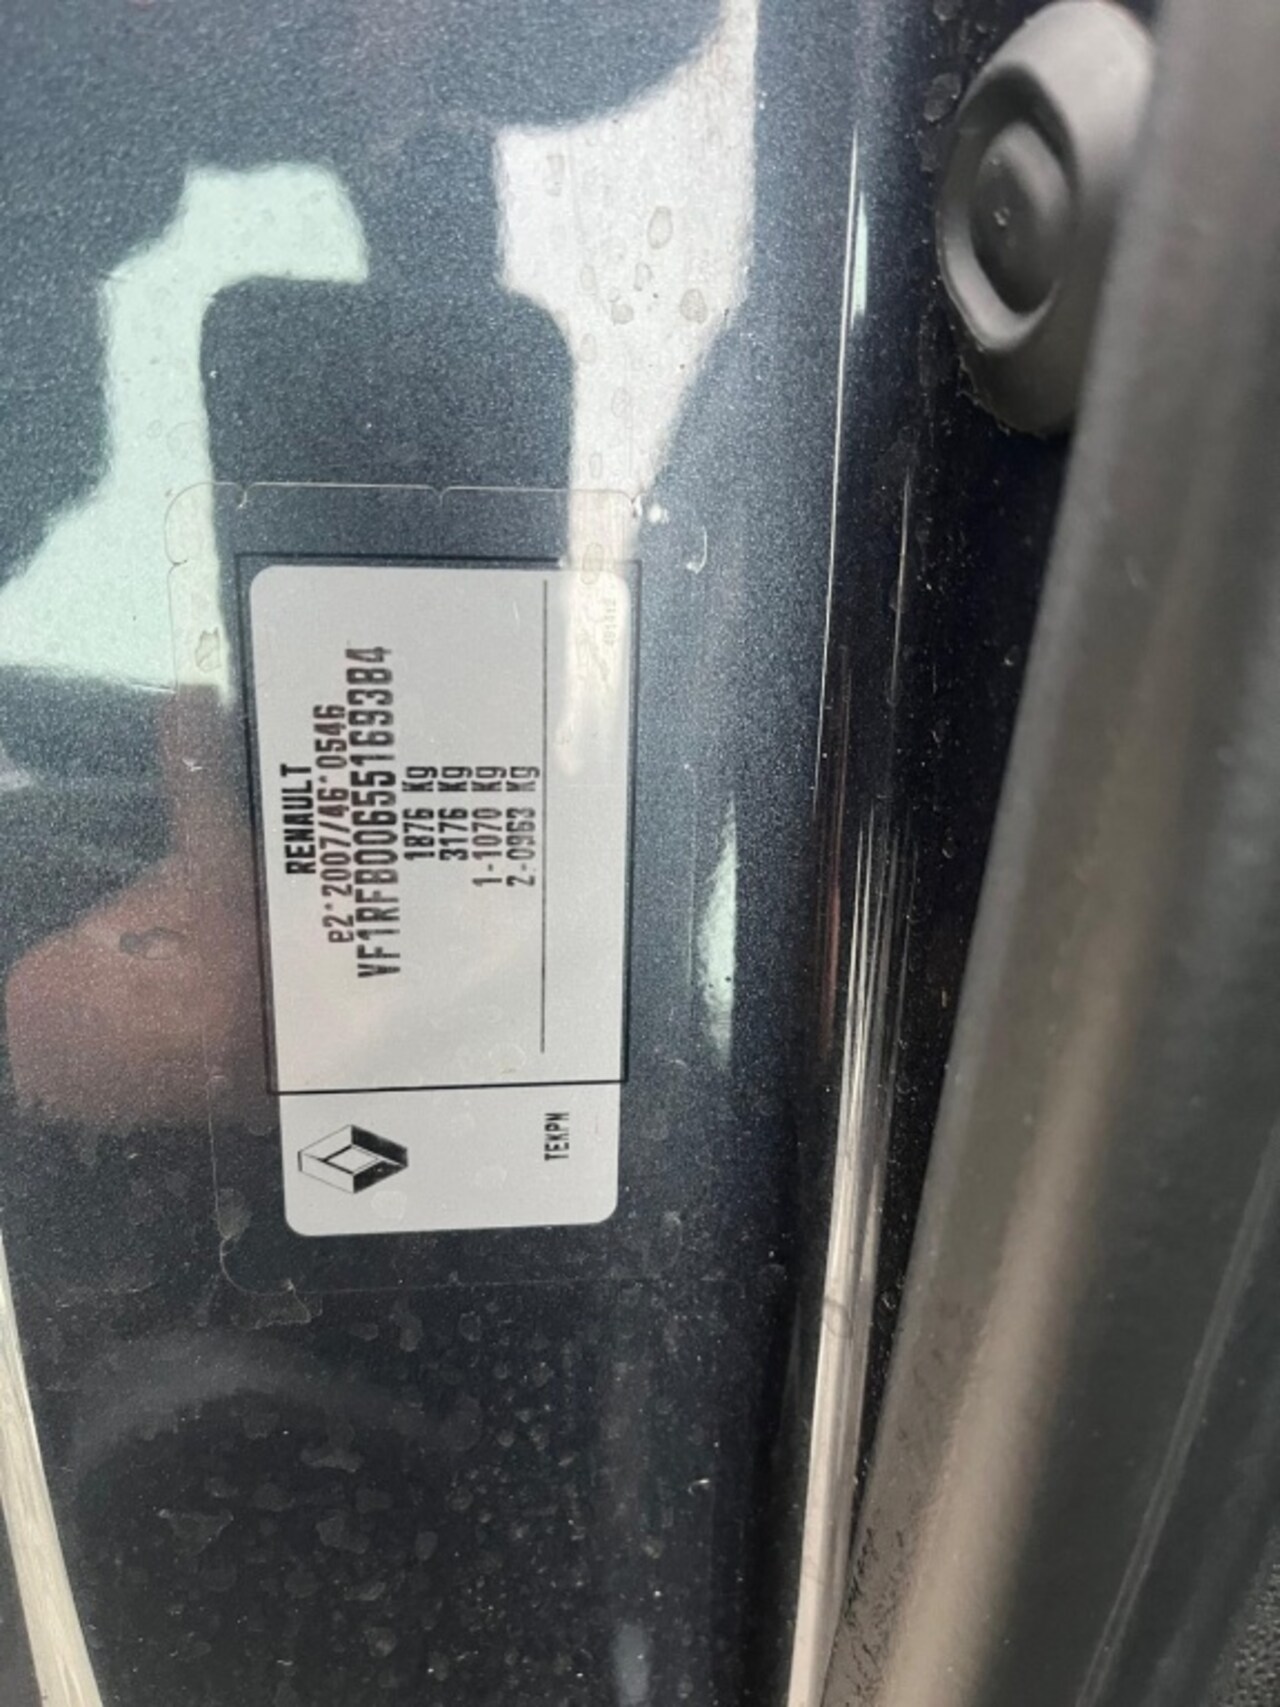 RENAULT
e2*2007/46*0546
VF1RFB00655169384
1876 Kg
3176 Kg
1-1070 Kg
2-0963 Kg
TEKPN